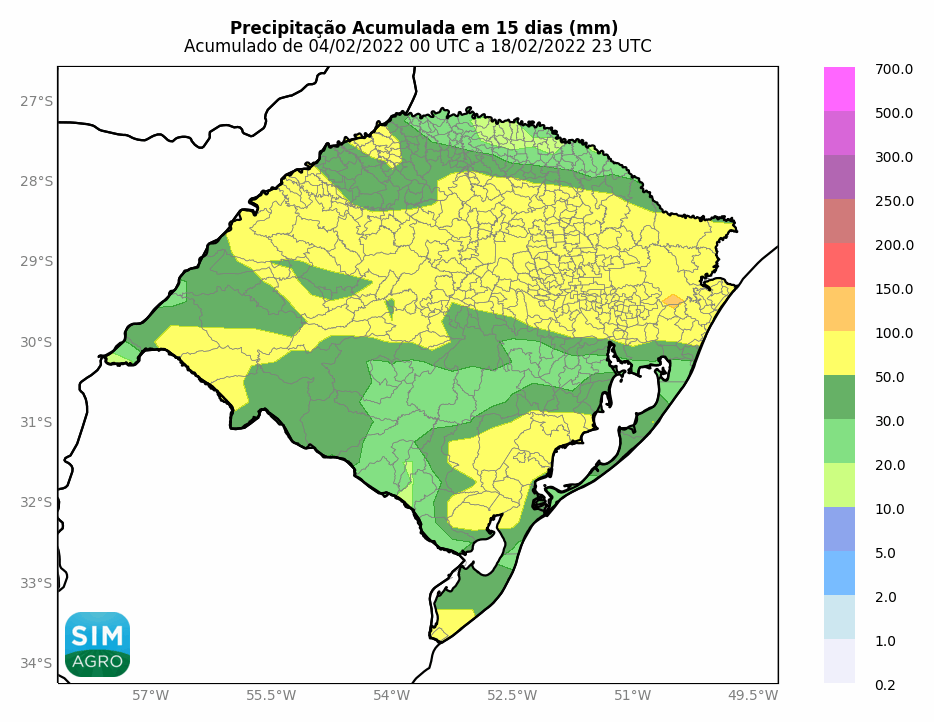 Precipitação Acumulada em 15 dias (mm)
Acumulado de 04/02/2022 00 UTC a 18/02/2022 23 UTC
27°S
28°S
29°S
30°S
31°S
32°S
33°S
34°S
57°W 55.5°W 54°W 52.5°W 51°W 49.5°W
SIM
AGRO
700.0
500.0
300.0
250.0
200.0
150.0
100.0
50.0
30.0
20.0
10.0
5.0
2.0
1.0
0.2